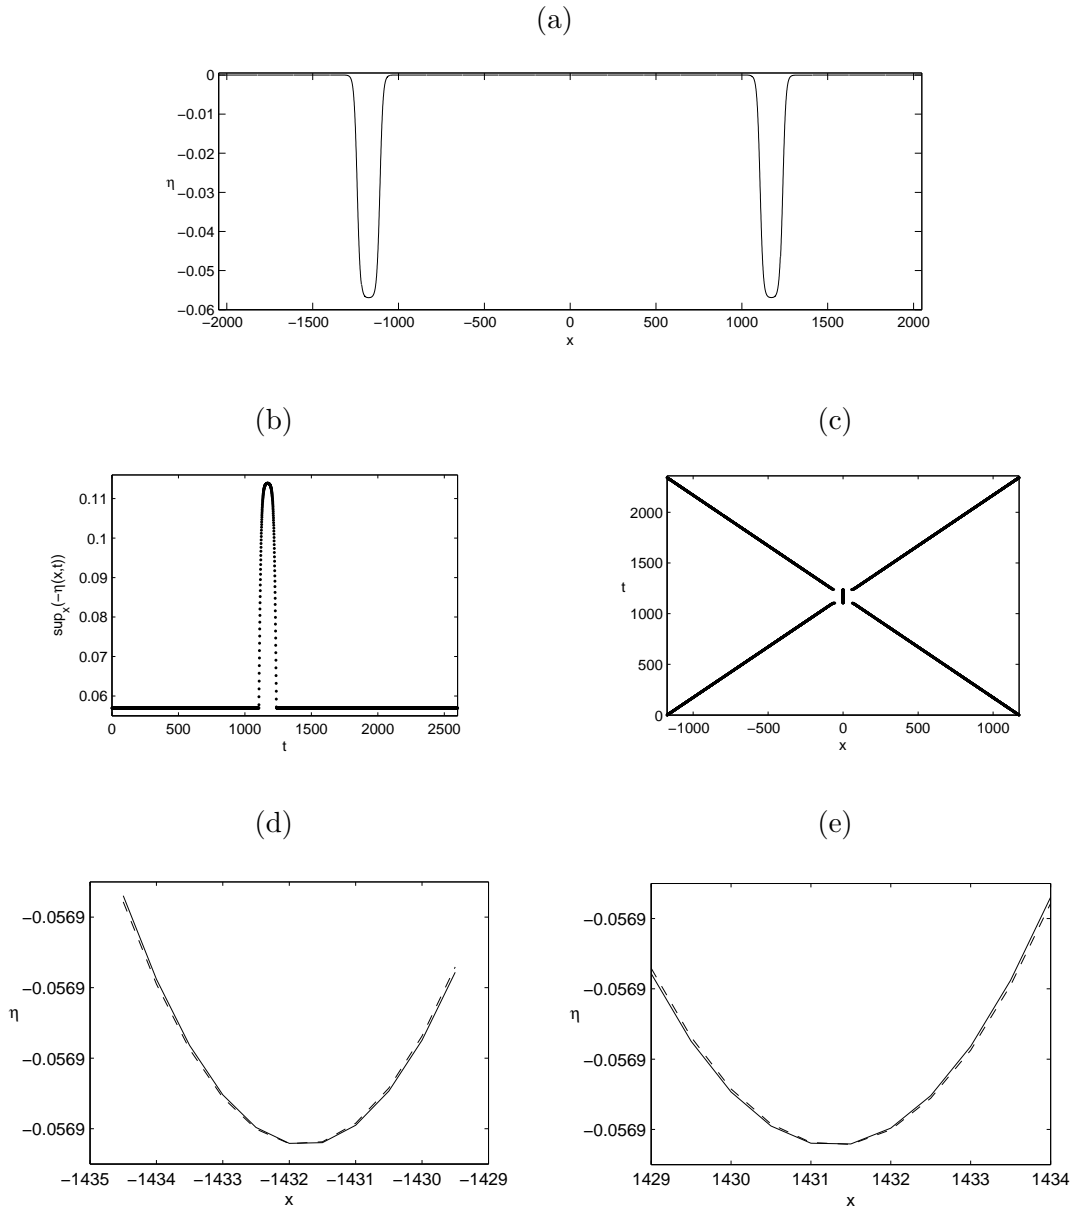 (a)
0
−0.01
−0.02
−0.03
−0.04
−0.05
−0.06
η
−2000 −1500 −1000 −500 0 500 1000 1500 2000
x
(b) (c)
0.11
0.1
0.09
0.08
0.07
0.06
sup_x(−η(x,t))
0 500 1000 1500 2000 2500
t
2000
1500
1000
500
0
t
−1000 −500 0 500 1000
x
(d) (e)
−0.0569
−0.0569
−0.0569
−0.0569
η
−1435 −1434 −1433 −1432 −1431 −1430 −1429
x
−0.0569
−0.0569
−0.0569
−0.0569
η
1429 1430 1431 1432 1433 1434
x